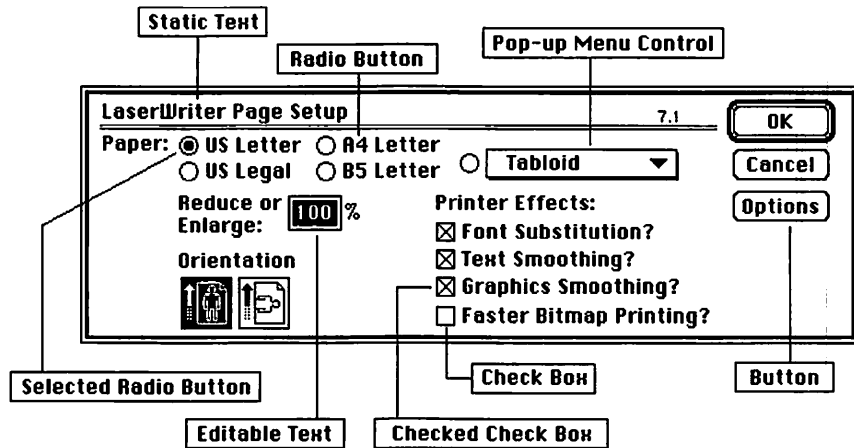 Static Text
Radio Button
Pop-up Menu Control
LaserWriter Page Setup 7.1 OK
Paper: US Letter A4 Letter
US Legal B5 Letter Tabloid Cancel
Reduce or Enlarge: 100 %
Printer Effects: Options
Font Substitution?
Text Smoothing?
Orientation
Graphics Smoothing?
Faster Bitmap Printing?
Selected Radio Button
Check Box
Button
Editable Text
Checked Check Box